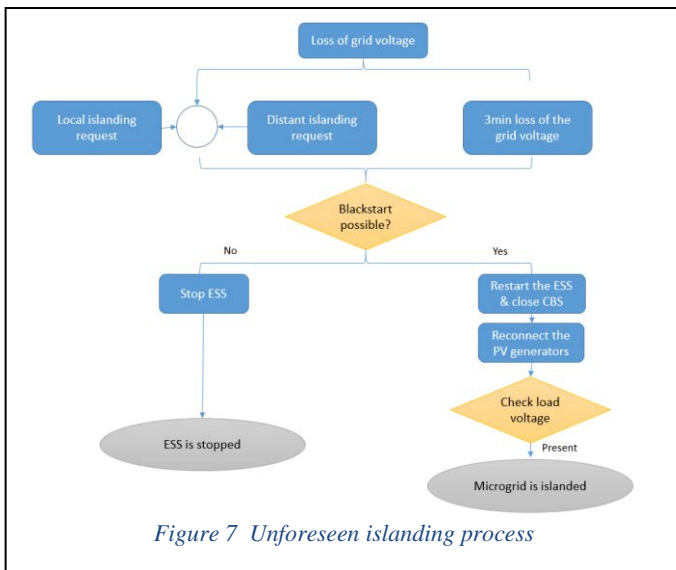 Loss of grid voltage
Local islanding
request
Distant islanding
request
3min loss of the
grid voltage
Blackstart
possible?
No
Yes
Stop ESS
Restart the ESS
& close CBS
Reconnect the
PV generators
Check load
voltage
Present
ESS is stopped
Microgrid is islanded
Figure 7 Unforeseen islanding process